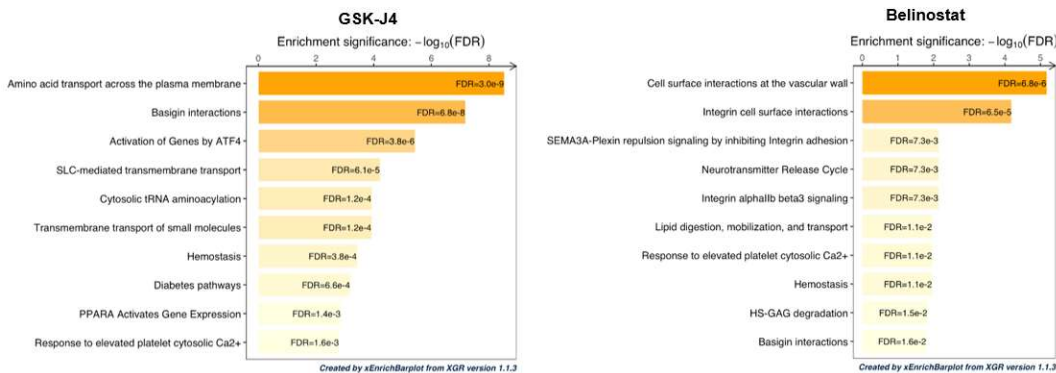 GSK-J4
Enrichment significance: −log10(FDR)
0 2 4 6 8
Amino acid transport across the plasma membrane FDR=3.0e-9
Basigin interactions FDR=6.8e-8
Activation of Genes by ATF4 FDR=3.8e-6
SLC-mediated transmembrane transport FDR=6.1e-5
Cytosolic tRNA aminoacylation FDR=1.2e-4
Transmembrane transport of small molecules FDR=1.2e-4
Hemostasis FDR=3.8e-4
Diabetes pathways FDR=6.6e-4
PPARA Activates Gene Expression FDR=1.4e-3
Response to elevated platelet cytosolic Ca2+ FDR=1.6e-3
Created by xEnrichBarplot from XGR version 1.1.3
Belinostat
Enrichment significance: −log10(FDR)
0 1 2 3 4 5
Cell surface interactions at the vascular wall FDR=6.8e-6
Integrin cell surface interactions FDR=6.5e-5
SEMA3A-Plexin repulsion signaling by inhibiting Integrin adhesion FDR=7.3e-3
Neurotransmitter Release Cycle FDR=7.3e-3
Integrin alphaIIb beta3 signaling FDR=7.3e-3
Lipid digestion, mobilization, and transport FDR=1.1e-2
Response to elevated platelet cytosolic Ca2+ FDR=1.1e-2
Hemostasis FDR=1.1e-2
HS-GAG degradation FDR=1.5e-2
Basigin interactions FDR=1.6e-2
Created by xEnrichBarplot from XGR version 1.1.3